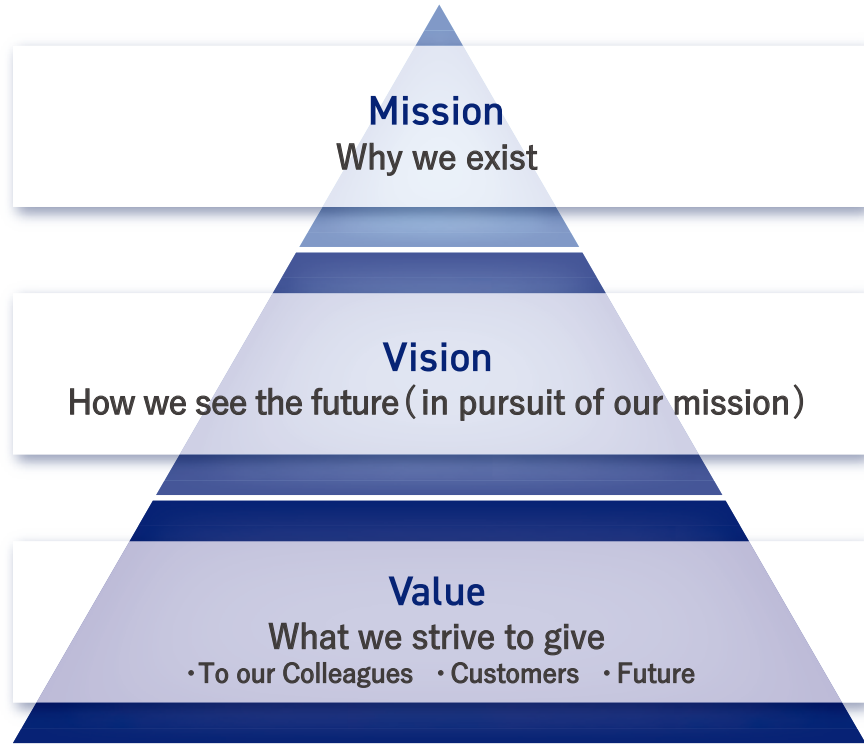 Mission
Why we exist
Vision
How we see the future (in pursuit of our mission)
Value
What we strive to give
・To our Colleagues ・Customers ・Future